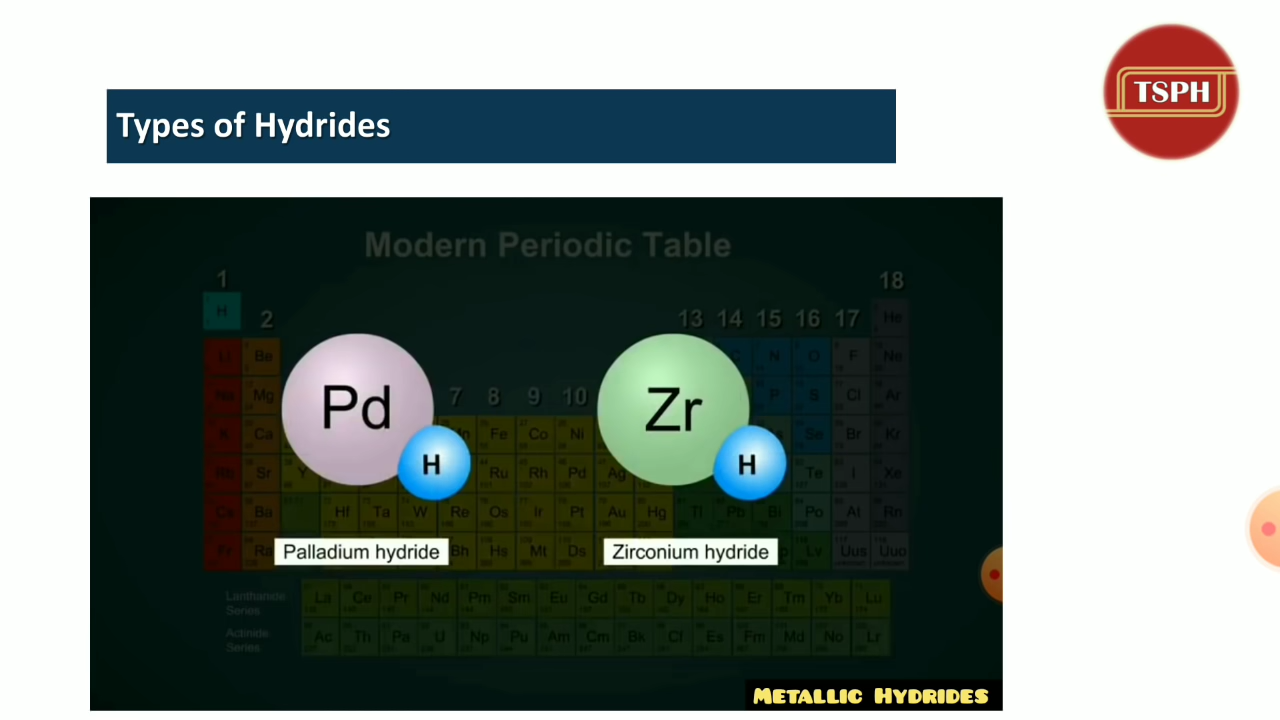 Types of Hydrides
TSPH
Modern Periodic Table
1 18
H 2 13 14 15 16 17 He
Li Be C N O F Ne
Na Mg 7 8 9 10 P S Cl Ar
K Ca Fe Co Ni Se Br Kr
Rb Sr Y Ru Rh Pd Ag Te I Xe
Cs Ba Hf Ta W Re Os Ir Pt Au Hg Tl Pb Bi Po At Rn
Fr Ra Bh Hs Mt Ds Lv Uus Uuo
Pd H
Zr H
Palladium hydride
Zirconium hydride
Lanthanide Series
La Ce Pr Nd Pm Sm Eu Gd Tb Dy Ho Er Tm Yb Lu
Actinide Series
Ac Th Pa U Np Pu Am Cm Bk Cf Es Fm Md No Lr
METALLIC HYDRIDES